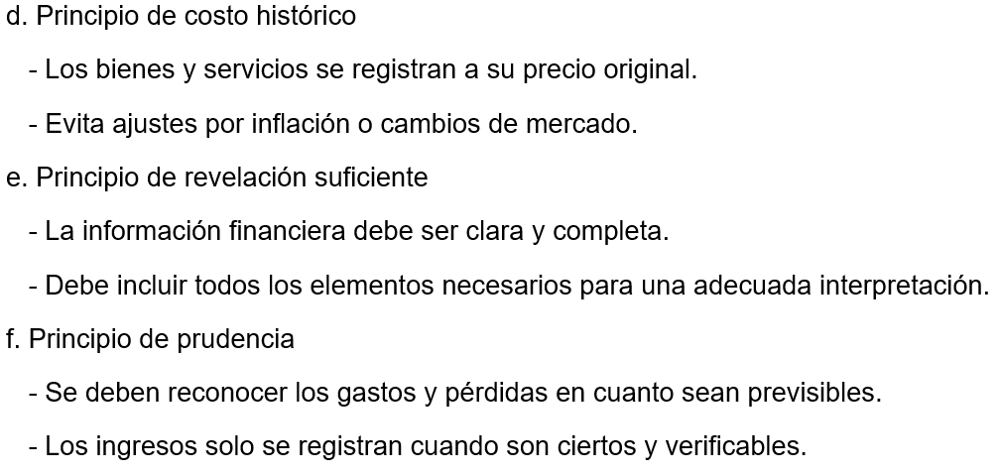 d. Principio de costo histórico
- Los bienes y servicios se registran a su precio original.
- Evita ajustes por inflación o cambios de mercado.
e. Principio de revelación suficiente
- La información financiera debe ser clara y completa.
- Debe incluir todos los elementos necesarios para una adecuada interpretación.
f. Principio de prudencia
- Se deben reconocer los gastos y pérdidas en cuanto sean previsibles.
- Los ingresos solo se registran cuando son ciertos y verificables.